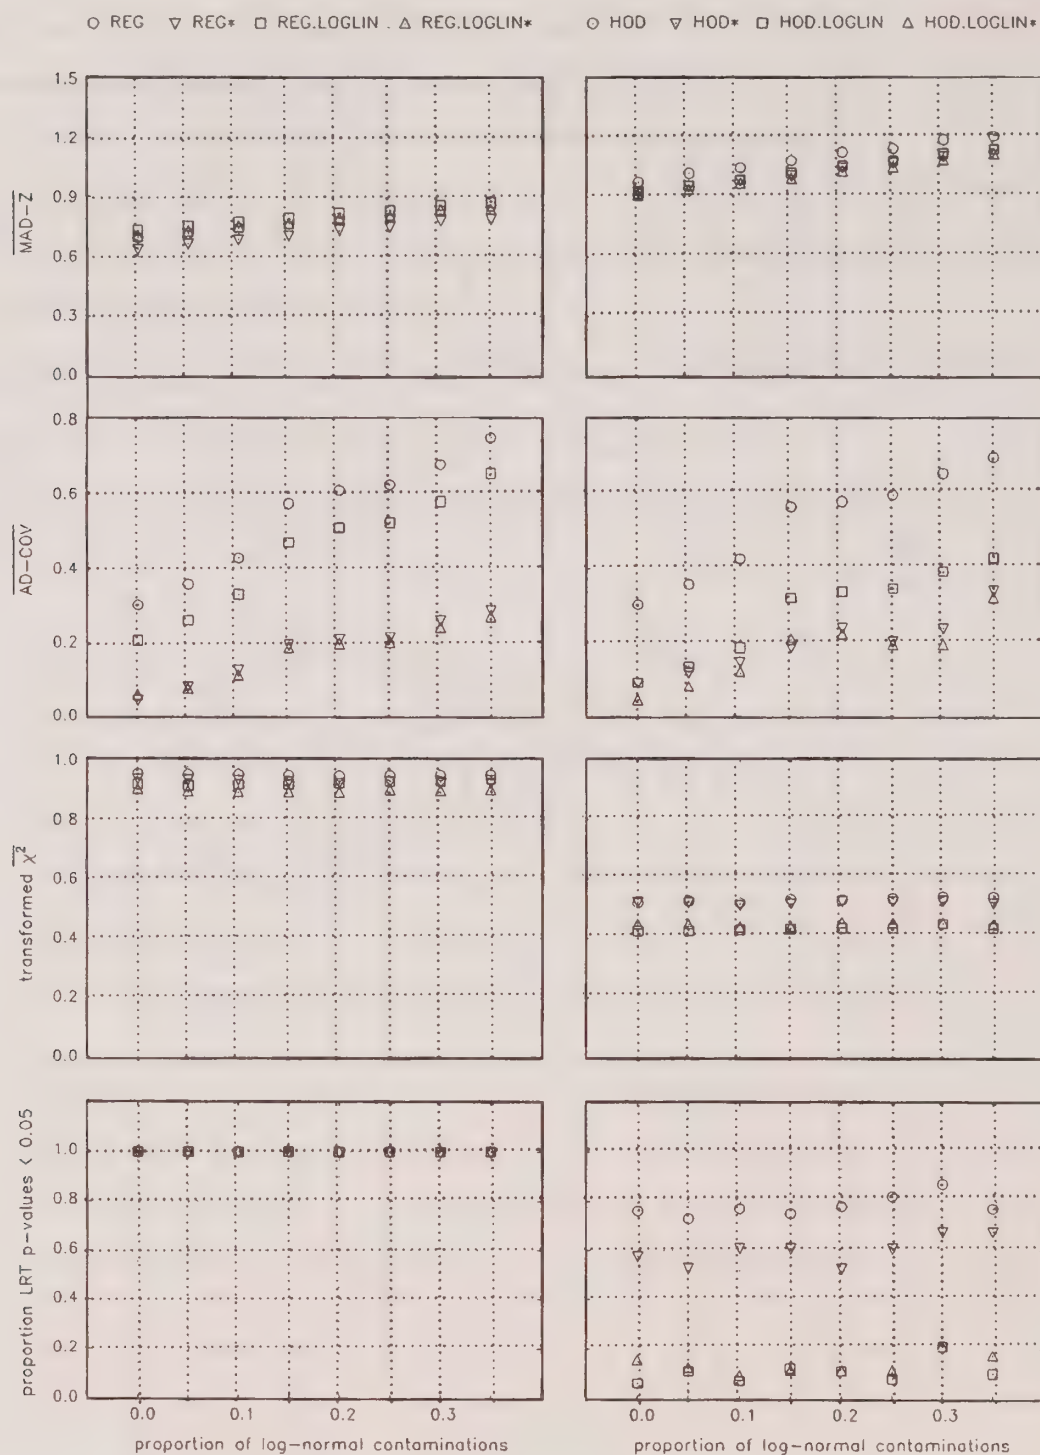 ○ REG ▽ REG* □ REG.LOGLIN . △ REG.LOGLIN*
○ HOD ▽ HOD* □ HOD.LOGLIN △ HOD.LOGLIN*
MAD-Z
1.5
1.2
0.9
0.6
0.3
0.0
AD-COV
0.8
0.6
0.4
0.2
0.0
transformed χ²
1.0
0.8
0.6
0.4
0.2
0.0
proportion LRT p-values < 0.05
1.0
0.8
0.6
0.4
0.2
0.0
0.0 0.1 0.2 0.3
0.0 0.1 0.2 0.3
proportion of log-normal contaminations
proportion of log-normal contaminations